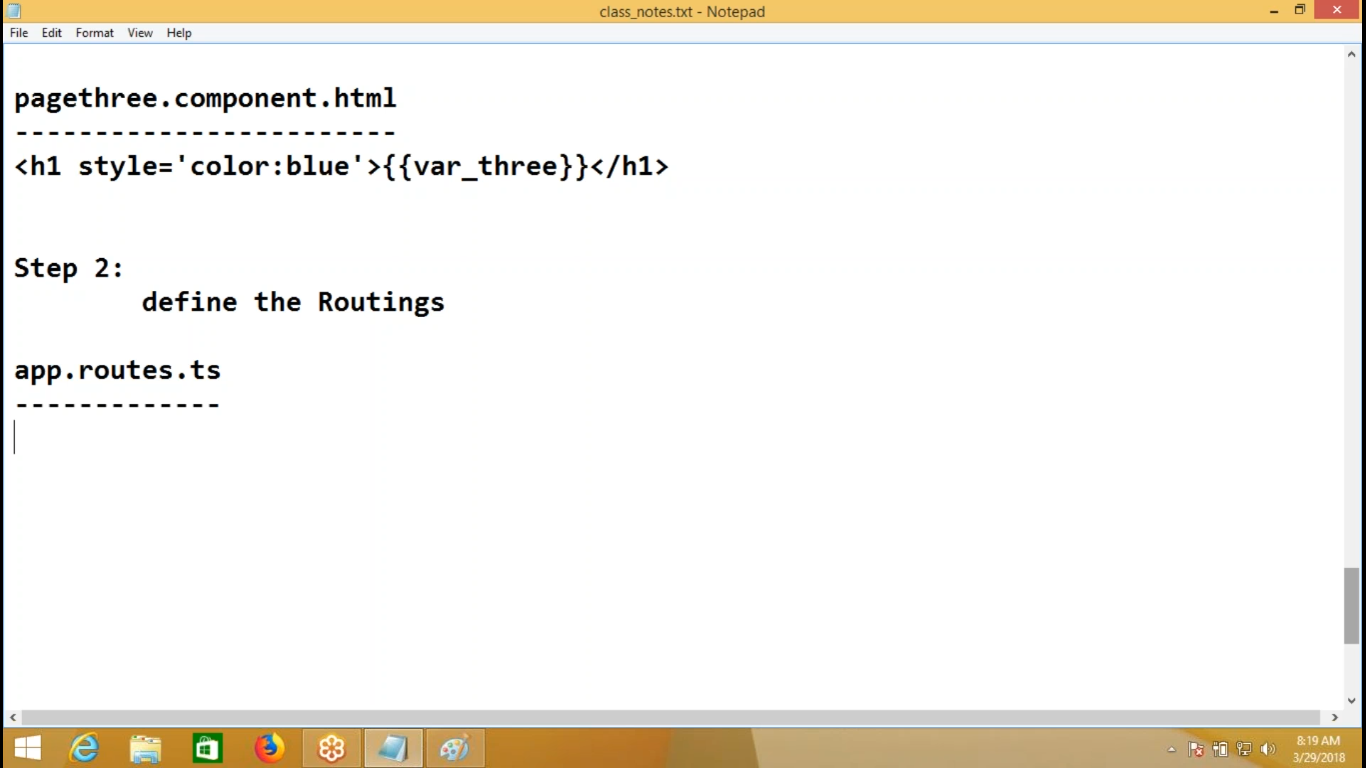 class_notes.txt - Notepad
File Edit Format View Help
pagethree.component.html
------------------------
<h1 style='color:blue'>{{var_three}}</h1>
Step 2:
define the Routings
app.routes.ts
-------------
8:19 AM
3/29/2018